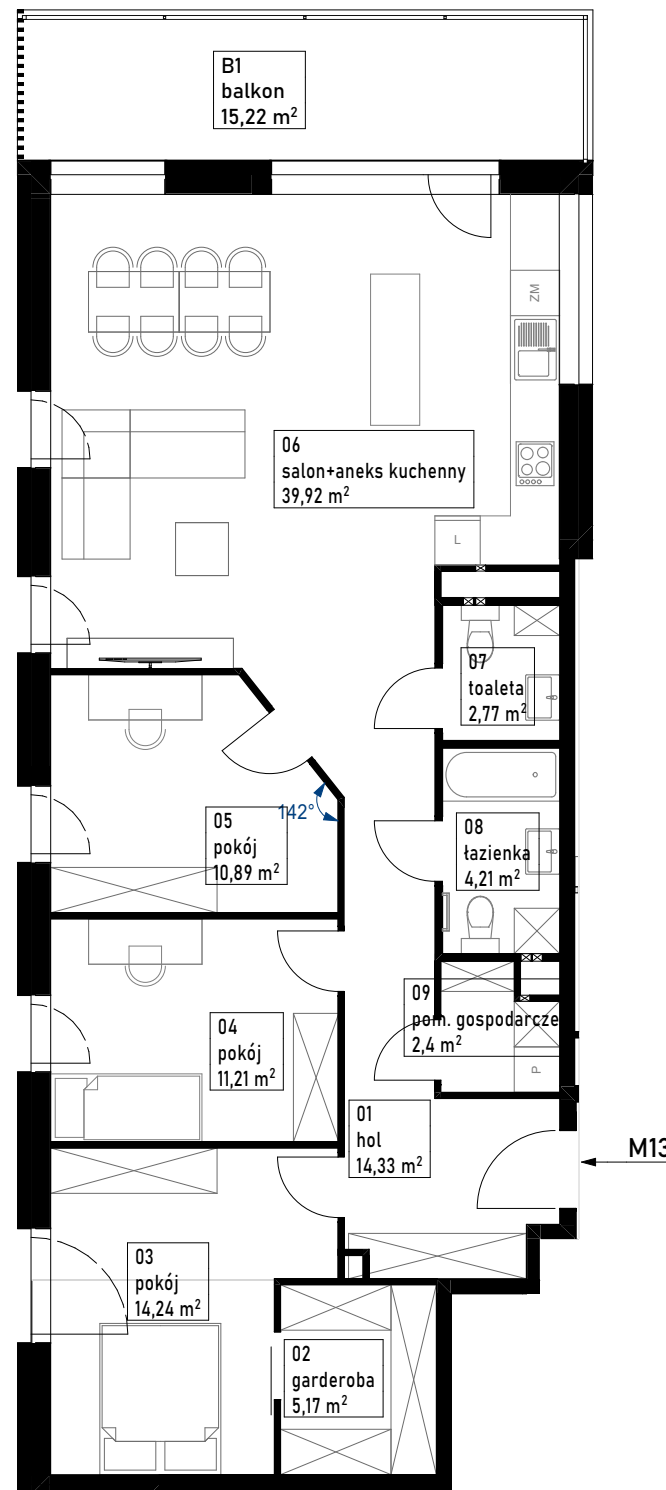 B1
balkon
15,22 m²
ZM
06
salon+aneks kuchenny
39,92 m²
L
07
toaleta
2,77 m²
142°
05
pokój
10,89 m²
08
łazienka
4,21 m²
09
pom. gospodarcze
2,4 m²
04
pokój
11,21 m²
P
01
hol
14,33 m²
M13
03
pokój
14,24 m²
02
garderoba
5,17 m²